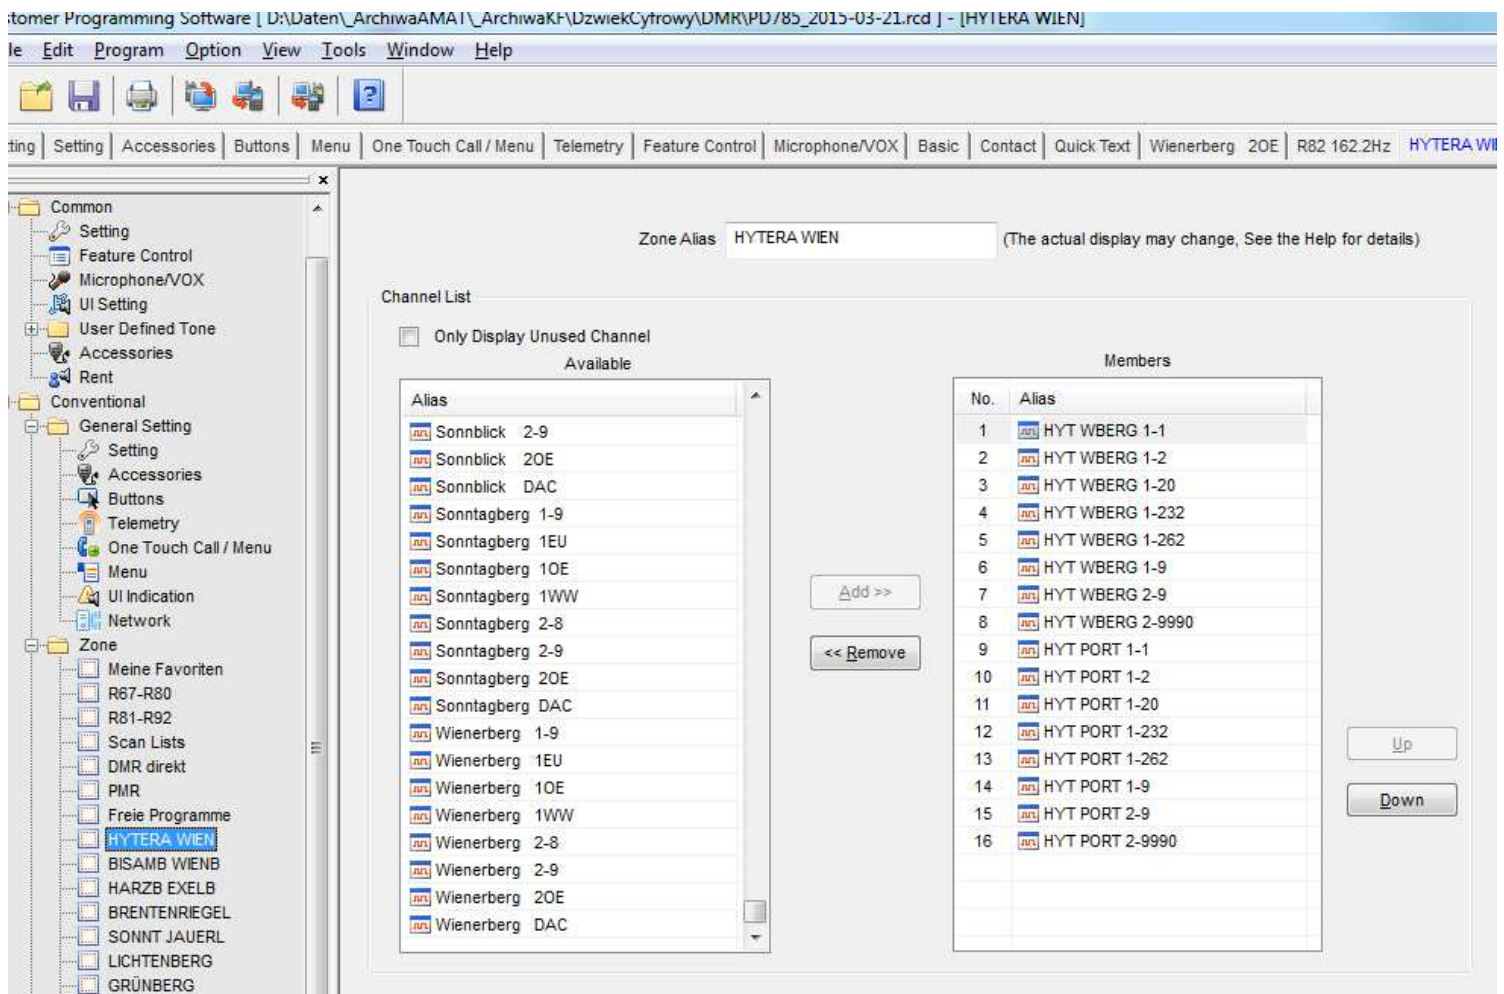 stomer Programming Software [ D:\Daten\_ArchiwaAMAT\_ArchiwaKF\DzwiekCyfrowy\DMR\PD785_2015-03-21.rcd ] - [HYTERA WIEN]
le Edit Program Option View Tools Window Help
ting Setting Accessories Buttons Menu One Touch Call / Menu Telemetry Feature Control Microphone/VOX Basic Contact Quick Text Wienerberg 2OE R82 162.2Hz HYTERA WI
Common
Setting
Feature Control
Microphone/VOX
UI Setting
User Defined Tone
Accessories
Rent
Conventional
General Setting
Setting
Accessories
Buttons
Telemetry
One Touch Call / Menu
Menu
UI Indication
Network
Zone
Meine Favoriten
R67-R80
R81-R92
Scan Lists
DMR direkt
PMR
Freie Programme
HYTERA WIEN
BISAMB WIENB
HARZB EXELB
BRENTENRIEGEL
SONNT JAUERL
LICHTENBERG
GRÜNBERG
Zone Alias HYTERA WIEN (The actual display may change, See the Help for details)
Channel List
Only Display Unused Channel
Available
Alias
Sonnblick 2-9
Sonnblick 2OE
Sonnblick DAC
Sonntagberg 1-9
Sonntagberg 1EU
Sonntagberg 1OE
Sonntagberg 1WW
Sonntagberg 2-8
Sonntagberg 2-9
Sonntagberg 2OE
Sonntagberg DAC
Wienerberg 1-9
Wienerberg 1EU
Wienerberg 1OE
Wienerberg 1WW
Wienerberg 2-8
Wienerberg 2-9
Wienerberg 2OE
Wienerberg DAC
Add >>
<< Remove
Members
No. Alias
1 HYT WBERG 1-1
2 HYT WBERG 1-2
3 HYT WBERG 1-20
4 HYT WBERG 1-232
5 HYT WBERG 1-262
6 HYT WBERG 1-9
7 HYT WBERG 2-9
8 HYT WBERG 2-9990
9 HYT PORT 1-1
10 HYT PORT 1-2
11 HYT PORT 1-20
12 HYT PORT 1-232
13 HYT PORT 1-262
14 HYT PORT 1-9
15 HYT PORT 2-9
16 HYT PORT 2-9990
Up
Down